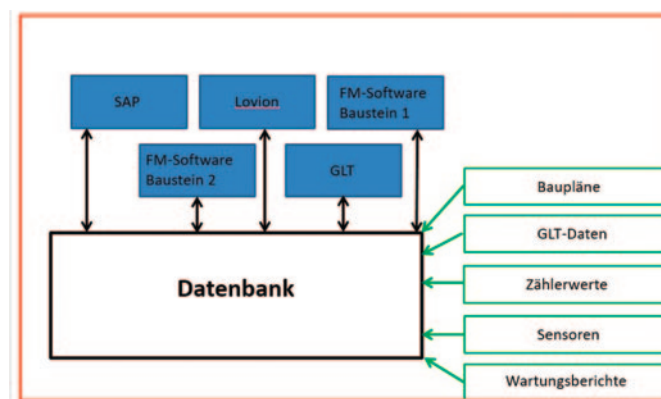 SAP
Lovion
FM-Software
Baustein 1
FM-Software
Baustein 2
GLT
Datenbank
Baupläne
GLT-Daten
Zählerwerte
Sensoren
Wartungsberichte